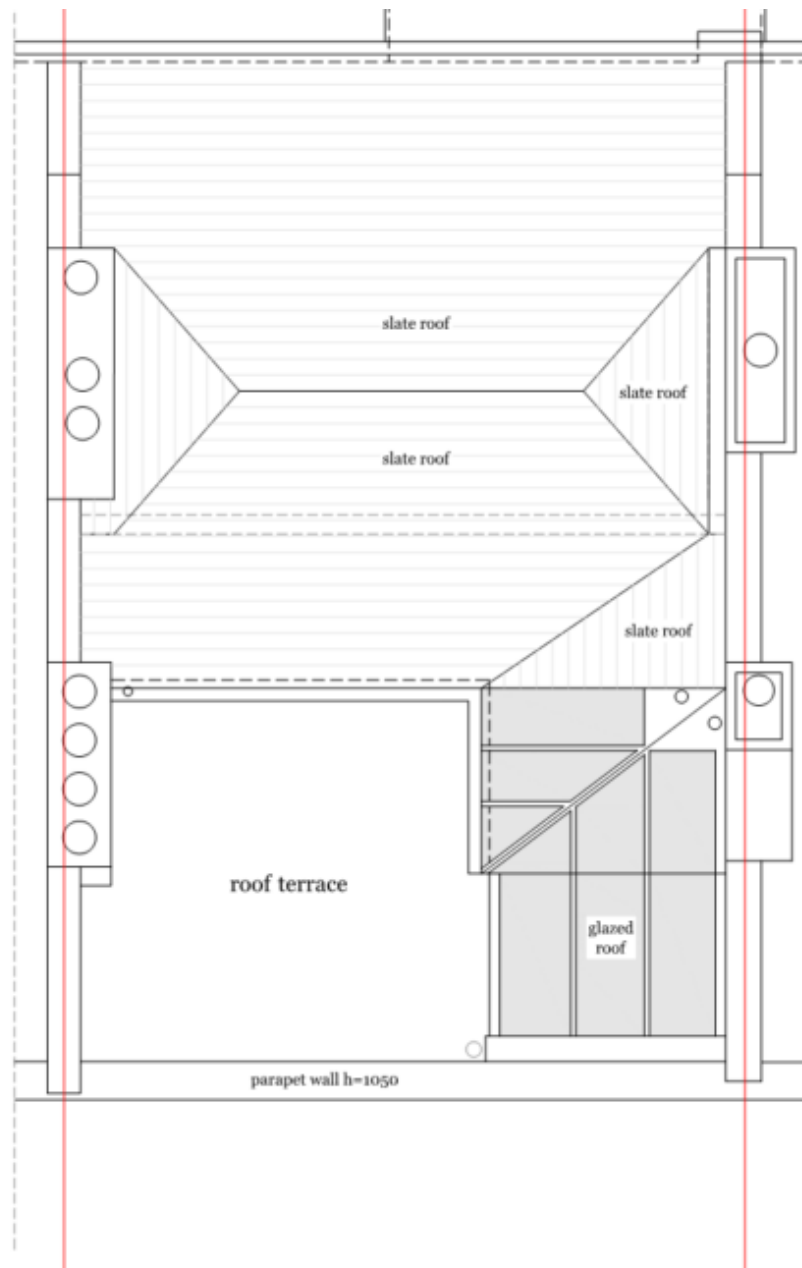 slate roof
slate roof
slate roof
slate roof
roof terrace
glazed
roof
parapet wall h=1050